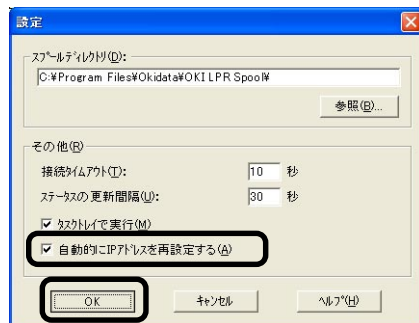 設定
スプールディレクトリ(D):
C:¥Program Files¥Okidata¥OKI LPR Spool¥
参照(B)...
その他(R)
接続タイムアウト(T): 10 秒
ステータスの更新間隔(U): 30 秒
タスクトレイで実行(M)
自動的にIPアドレスを再設定する(A)
OK キャンセル ヘルプ(H)